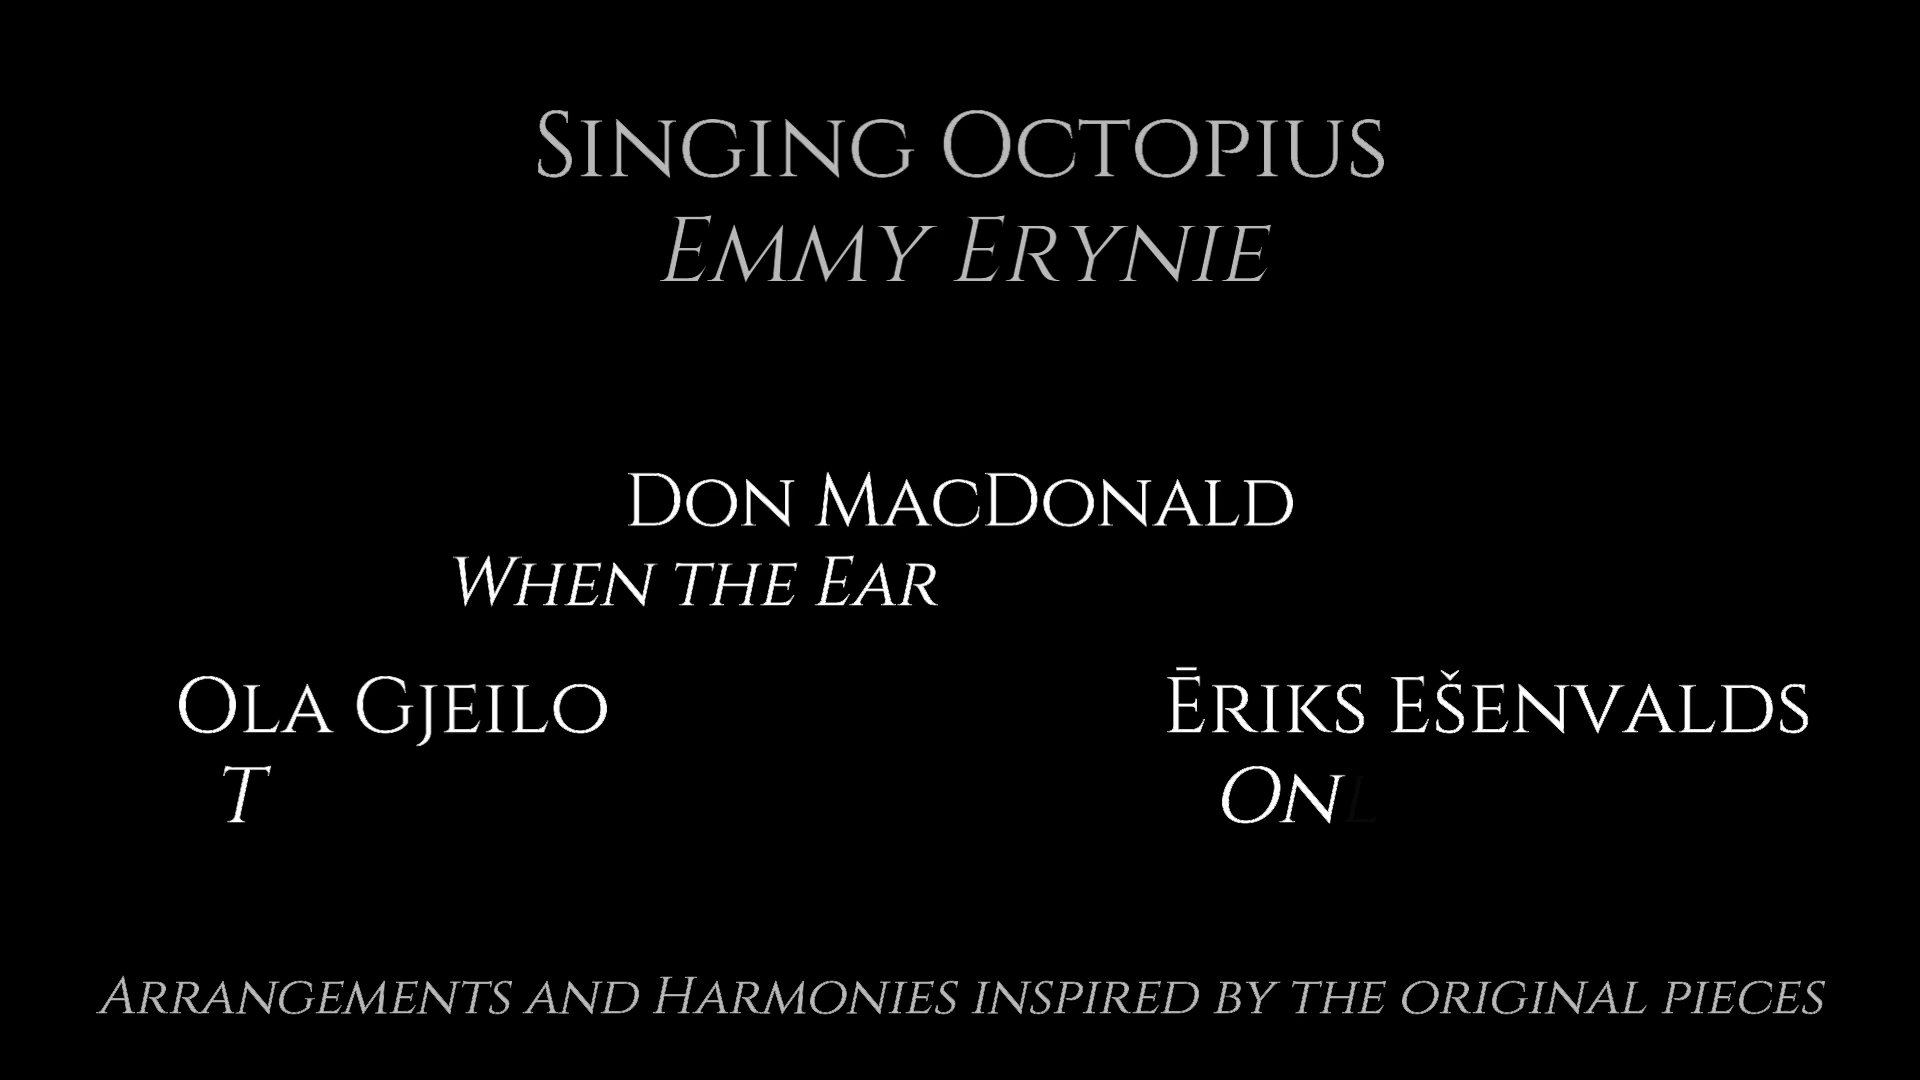 Singing Octopius
Emmy Erynie
Don MacDonald
When the Ear
Ola Gjeilo
T
Ēriks Ešenvalds
Onl
Arrangements and Harmonies inspired by the original pieces